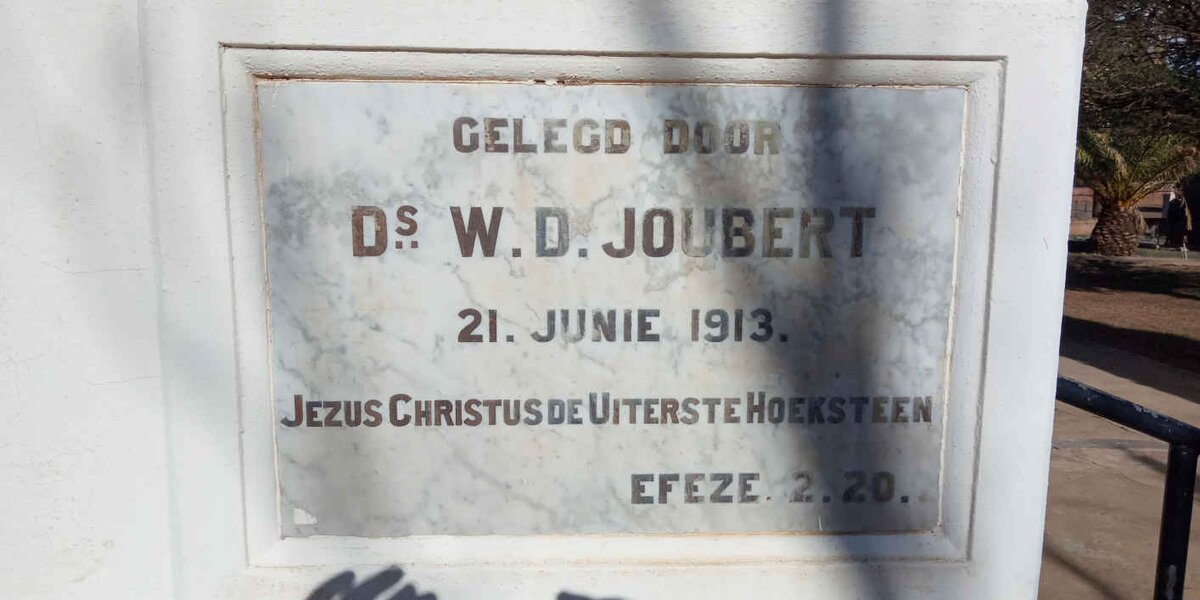 GELEGD DOOR
DS. W. D. JOUBERT
21. JUNIE 1913.
JEZUS CHRISTUS DE UITERSTE HOEKSTEEN
EFEZE. 2.20.